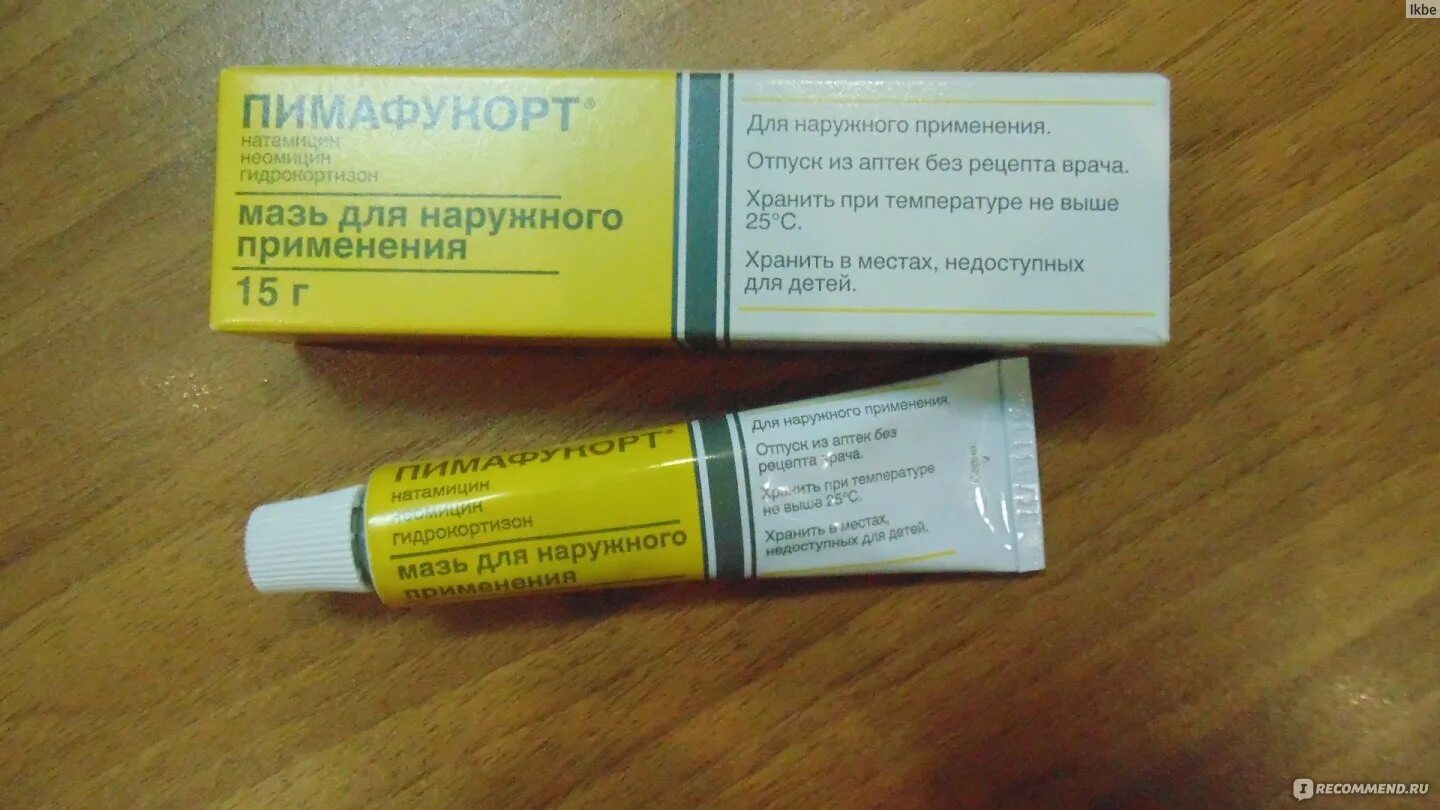 lkbe
ПИМАФУКОРТ®
натамицин
неомицин
гидрокортизон
мазь для наружного
применения
15 г
Для наружного применения.
Отпуск из аптек без рецепта врача.
Хранить при температуре не выше
25°С.
Хранить в местах, недоступных
для детей.
ПИМАФУКОРТ®
натамицин
неомицин
гидрокортизон
мазь для наружного
применения
Для наружного применения.
Отпуск из аптек без
рецепта врача.
Хранить при температуре
не выше 25°С.
Хранить в местах,
недоступных для детей.
I RECOMMEND.RU